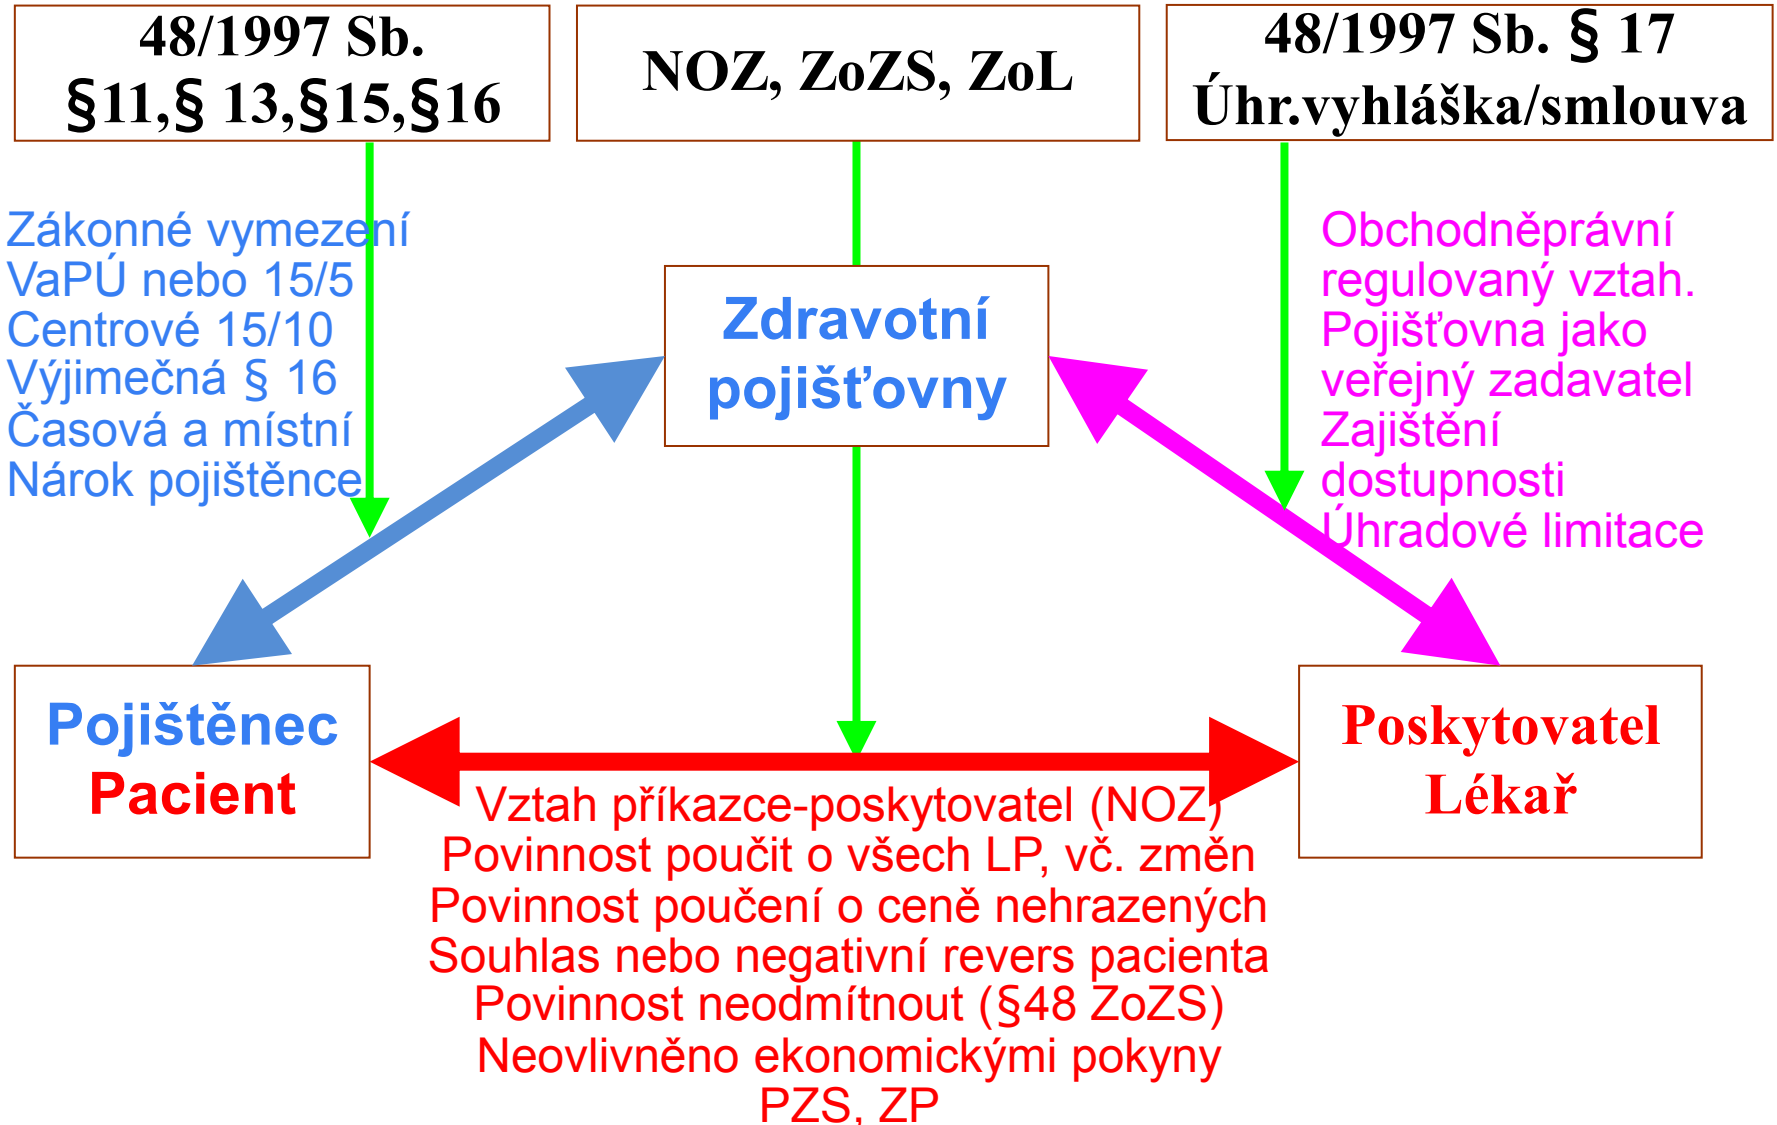 48/1997 Sb.
§11,§ 13,§15,§16
NOZ, ZoZS, ZoL
48/1997 Sb. § 17
Úhr.vyhláška/smlouva
Zákonné vymezení
VaPÚ nebo 15/5
Centrové 15/10
Výjimečná § 16
Časová a místní
Nárok pojištěnce
Zdravotní
pojišťovny
Obchodněprávní
regulovaný vztah.
Pojišťovna jako
veřejný zadavatel
Zajištění
dostupnosti
Úhradové limitace
Pojištěnec
Pacient
Poskytovatel
Lékař
Vztah příkazce-poskytovatel (NOZ)
Povinnost poučit o všech LP, vč. změn
Povinnost poučení o ceně nehrazených
Souhlas nebo negativní revers pacienta
Povinnost neodmítnout (§48 ZoZS)
Neovlivněno ekonomickými pokyny
PZS, ZP